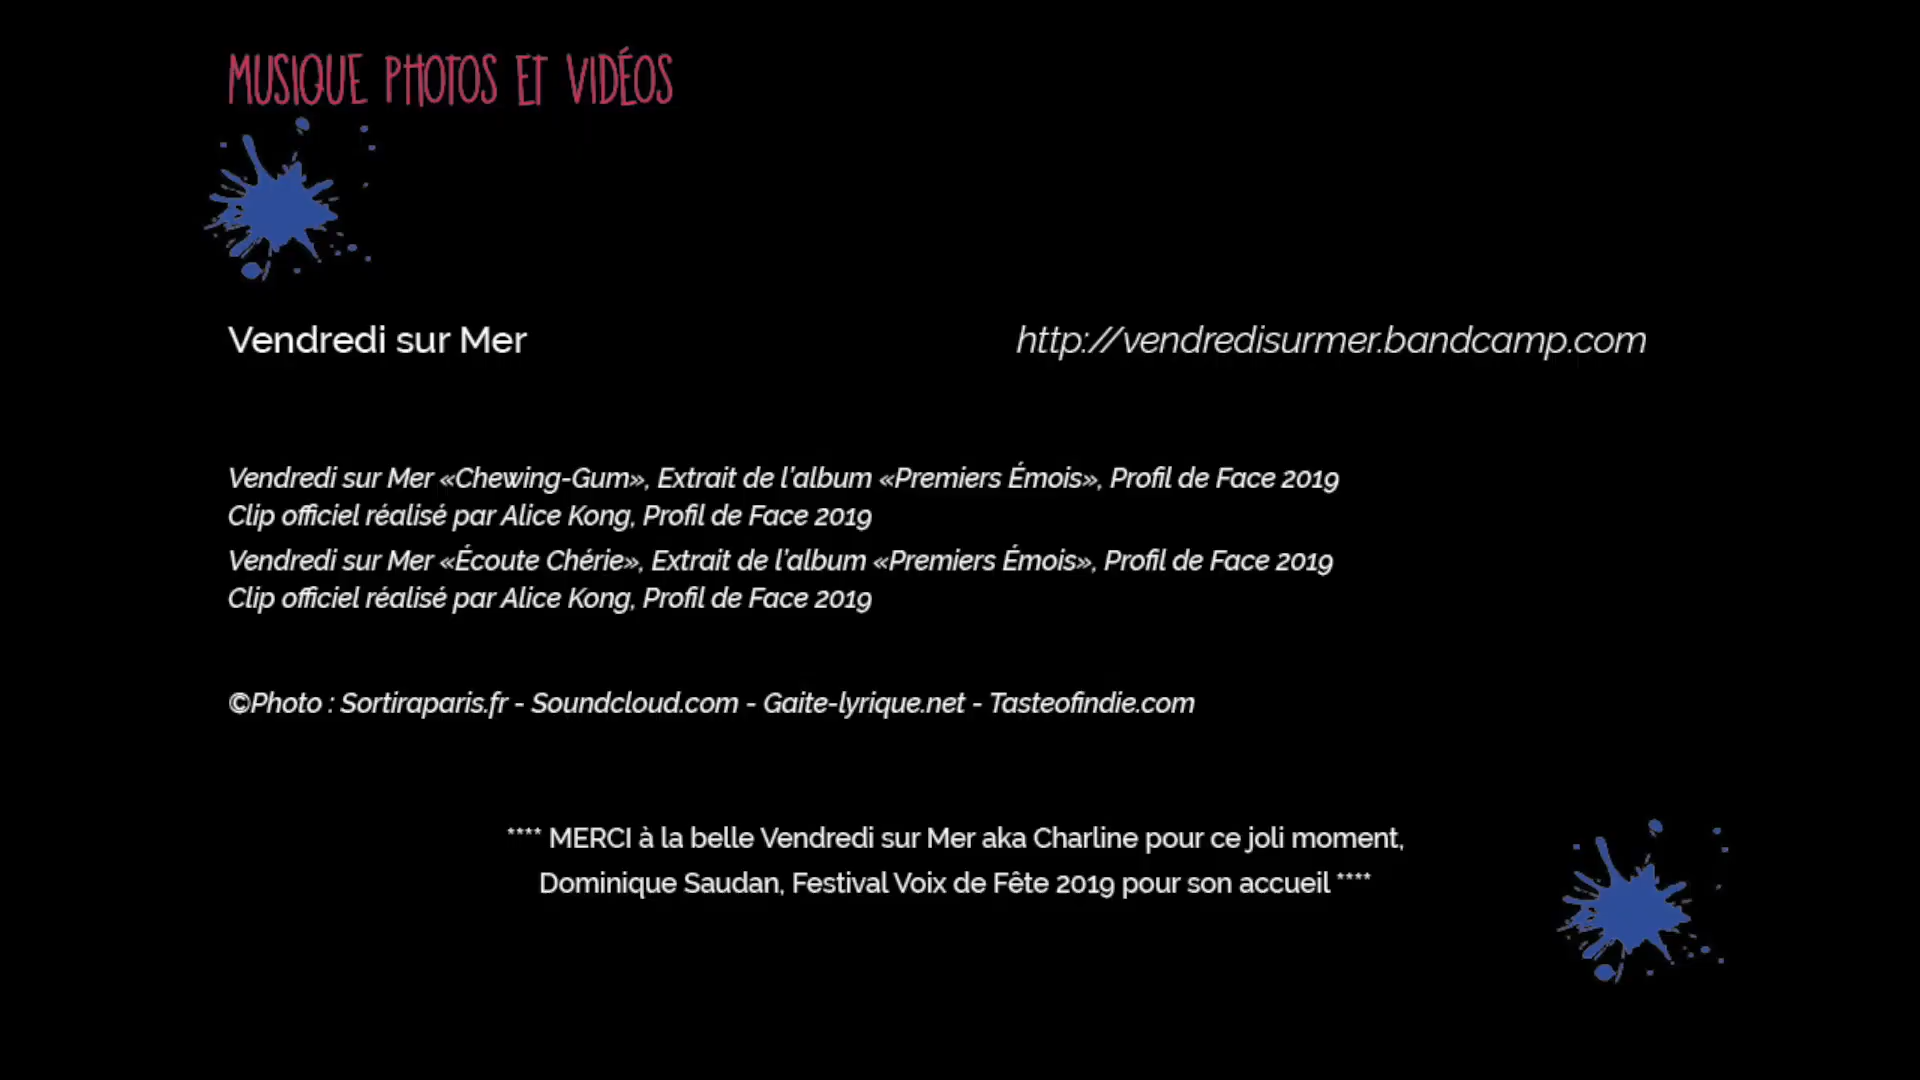 MUSIQUE PHOTOS ET VIDÉOS
Vendredi sur Mer
http://vendredisurmer.bandcamp.com
Vendredi sur Mer «Chewing-Gum», Extrait de l'album «Premiers Émois», Profil de Face 2019
Clip officiel réalisé par Alice Kong, Profil de Face 2019
Vendredi sur Mer «Écoute Chérie», Extrait de l'album «Premiers Émois», Profil de Face 2019
Clip officiel réalisé par Alice Kong, Profil de Face 2019
©Photo : Sortiraparis.fr - Soundcloud.com - Gaite-lyrique.net - Tasteofindie.com
**** MERCI à la belle Vendredi sur Mer aka Charline pour ce joli moment,
Dominique Saudan, Festival Voix de Fête 2019 pour son accueil ****